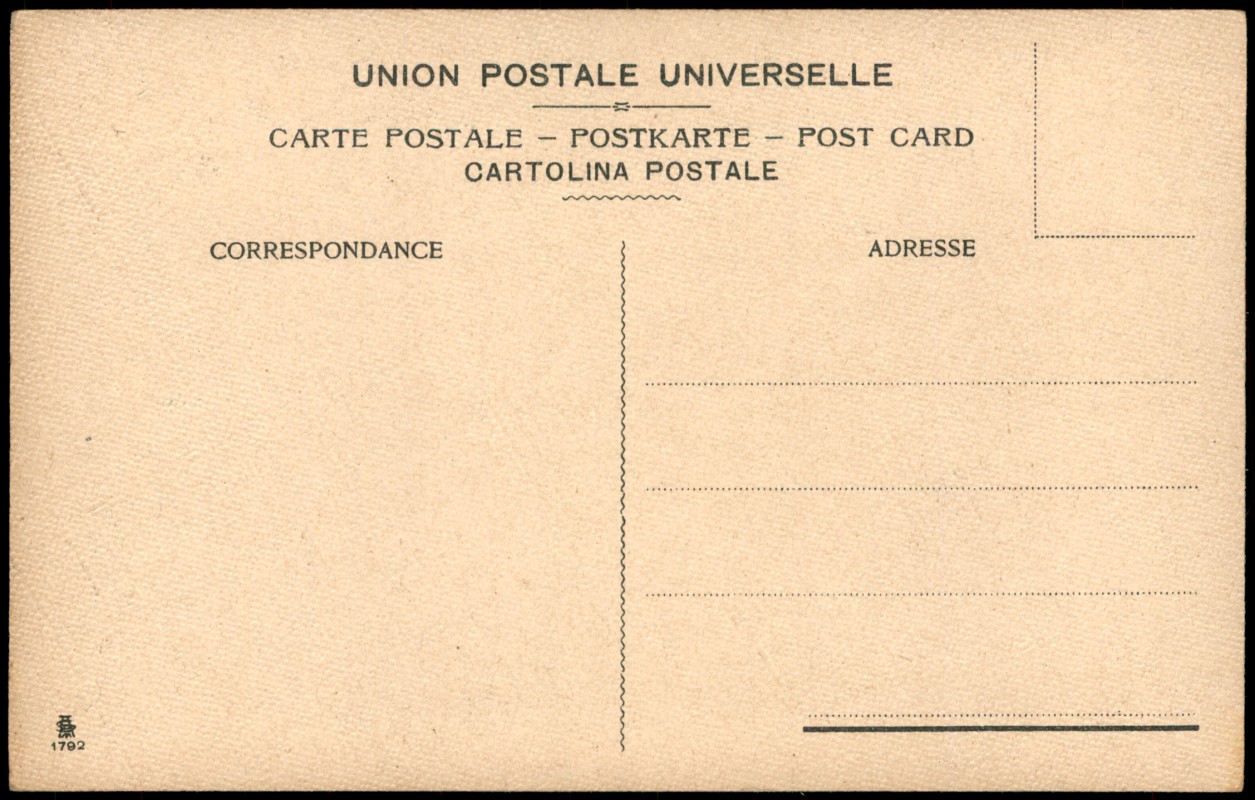 UNION POSTALE UNIVERSELLE
CARTE POSTALE — POSTKARTE — POST CARD
CARTOLINA POSTALE
CORRESPONDANCE
ADRESSE
1792